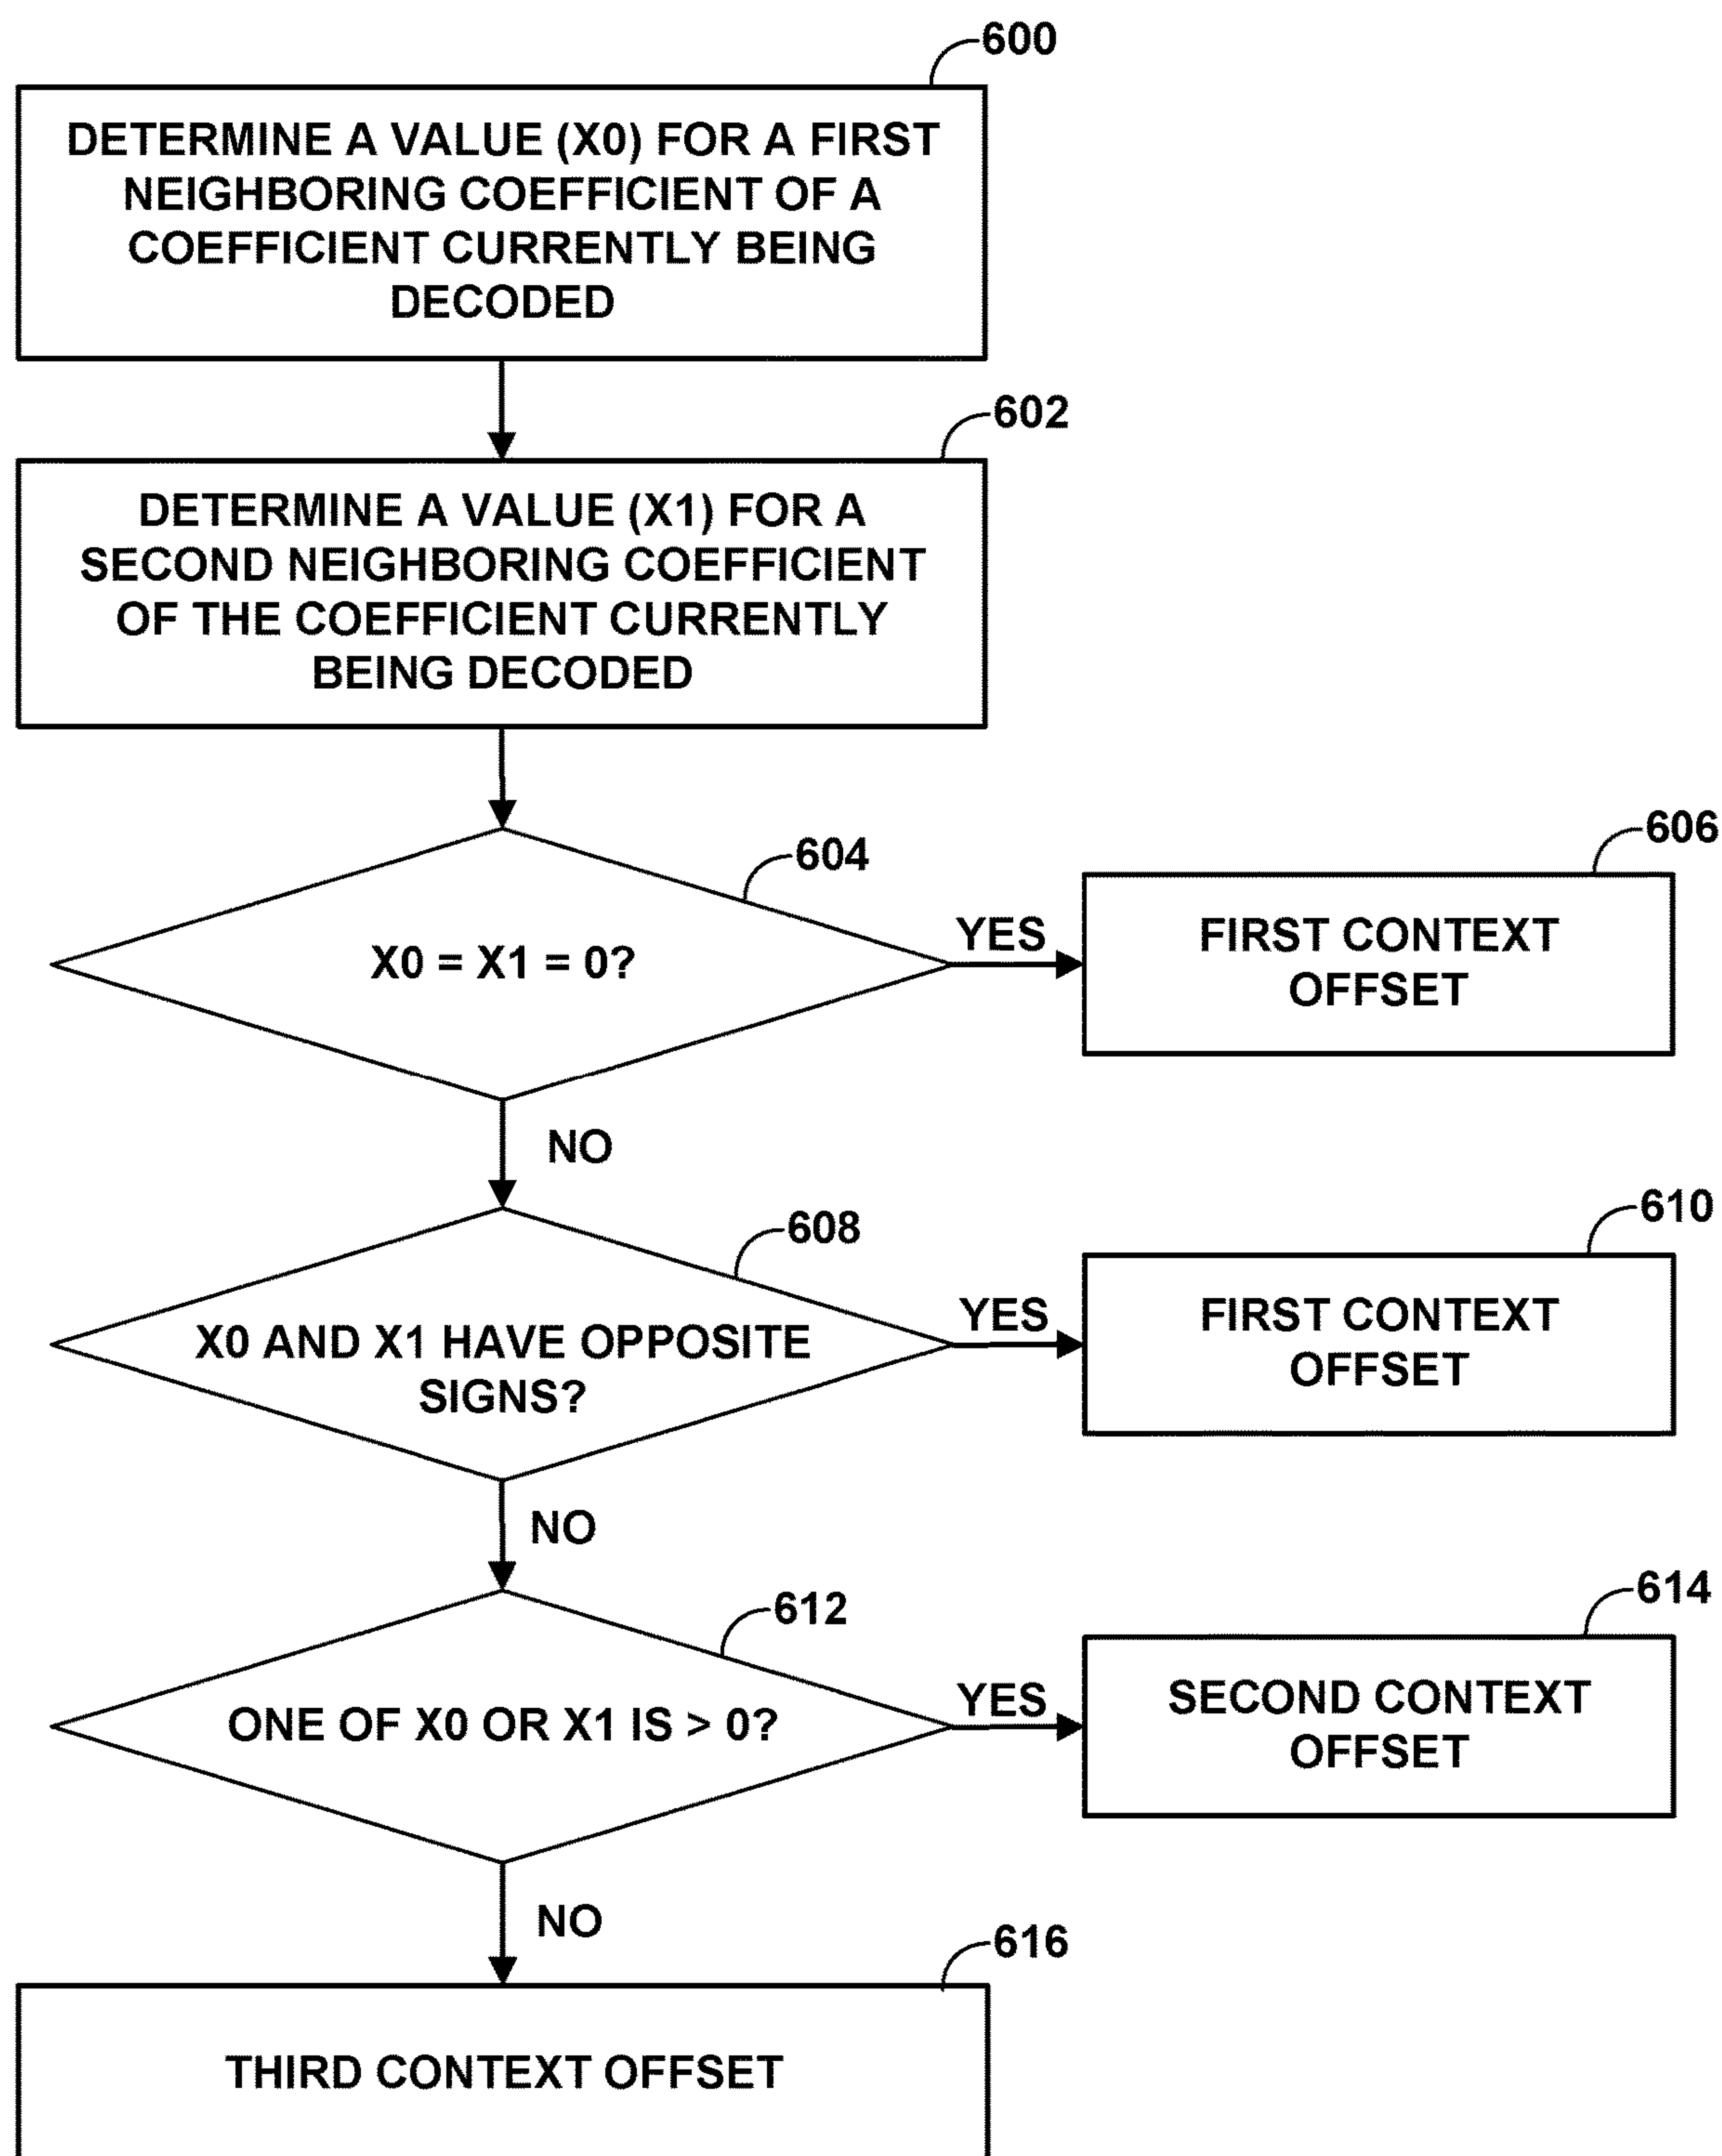 600
DETERMINE A VALUE (X0) FOR A FIRST
NEIGHBORING COEFFICIENT OF A
COEFFICIENT CURRENTLY BEING
DECODED
602
DETERMINE A VALUE (X1) FOR A
SECOND NEIGHBORING COEFFICIENT
OF THE COEFFICIENT CURRENTLY
BEING DECODED
604
X0 = X1 = 0?
YES
606
FIRST CONTEXT
OFFSET
NO
608
X0 AND X1 HAVE OPPOSITE
SIGNS?
YES
610
FIRST CONTEXT
OFFSET
NO
612
ONE OF X0 OR X1 IS > 0?
YES
614
SECOND CONTEXT
OFFSET
NO
616
THIRD CONTEXT OFFSET